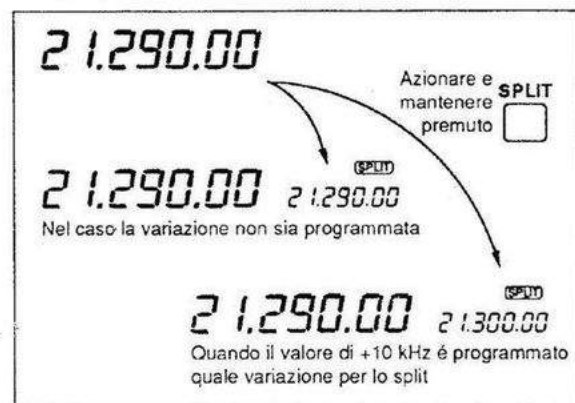 21.290.00
Azionare e SPLIT
mantenere
premuto
SPLIT
21.290.00 21.290.00
Nel caso la variazione non sia programmata
SPLIT
21.290.00 21.300.00
Quando il valore di +10 kHz é programmato
quale variazione per lo split